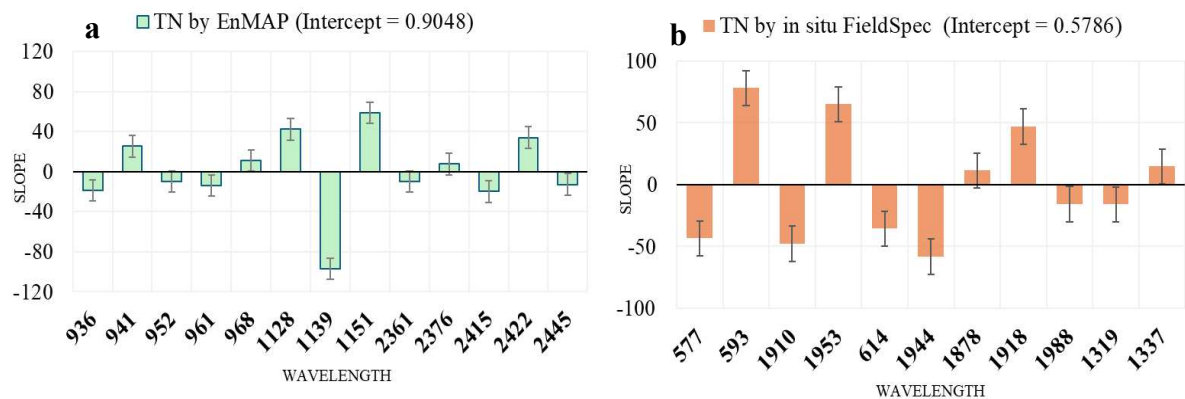 a
TN by EnMAP (Intercept = 0.9048)
120
80
40
0
-40
-80
-120
SLOPE
936 941 952 961 968 1128 1139 1151 2361 2376 2415 2422 2445
WAVELENGTH
b
TN by in situ FieldSpec (Intercept = 0.5786)
100
50
0
-50
-100
SLOPE
577 593 1910 1953 614 1944 1878 1918 1988 1319 1337
WAVELENGTH